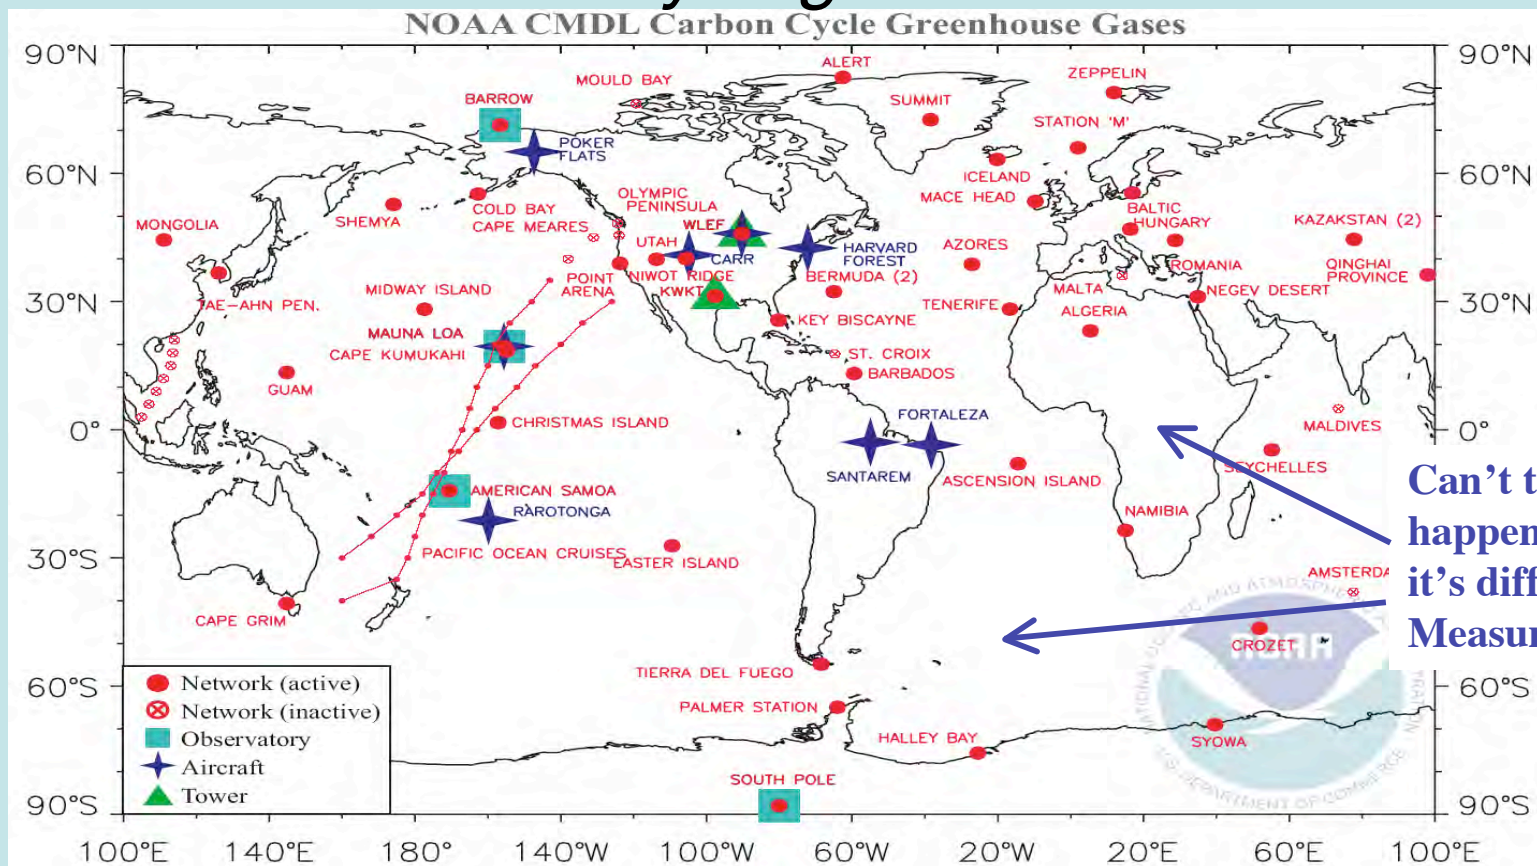 NOAA CMDL Carbon Cycle Greenhouse Gases
90°N
90°N
ALERT
ZEPPELIN
MOULD BAY
BARROW
SUMMIT
STATION 'M'
POKER
FLATS
60°N
60°N
ICELAND
OLYMPIC
PENINSULA
MACE HEAD
SHEMYA
COLD BAY
CAPE MEARES
BALTIC
HUNGARY
MONGOLIA
WLEF
KAZAKSTAN (2)
UTAH
CARR
HARVARD
FOREST
AZORES
ROMANIA
QINGHAI
PROVINCE
POINT
ARENA
NIWOT RIDGE
BERMUDA (2)
MALTA
NEGEV DESERT
TAE-AHN PEN.
MIDWAY ISLAND
KWKT
30°N
30°N
TENERIFE
ALGERIA
KEY BISCAYNE
MAUNA LOA
CAPE KUMUKAHI
ST. CROIX
BARBADOS
GUAM
CHRISTMAS ISLAND
FORTALEZA
MALDIVES
0°
0°
SANTAREM
ASCENSION ISLAND
SEYCHELLES
AMERICAN SAMOA
RAROTONGA
NAMIBIA
Can't t
happen
it's diff
Measur
PACIFIC OCEAN CRUISES
EASTER ISLAND
30°S
AMSTERDA
CAPE GRIM
CROZET
NOAA
TIERRA DEL FUEGO
60°S
60°S
PALMER STATION
HALLEY BAY
SYOWA
SOUTH POLE
90°S
90°S
Network (active)
Network (inactive)
Observatory
Aircraft
Tower
U.S. DEPARTMENT OF COMMERCE
100°E 140°E 180° 140°W 100°W 60°W 20°W 20°E 60°E 100°E